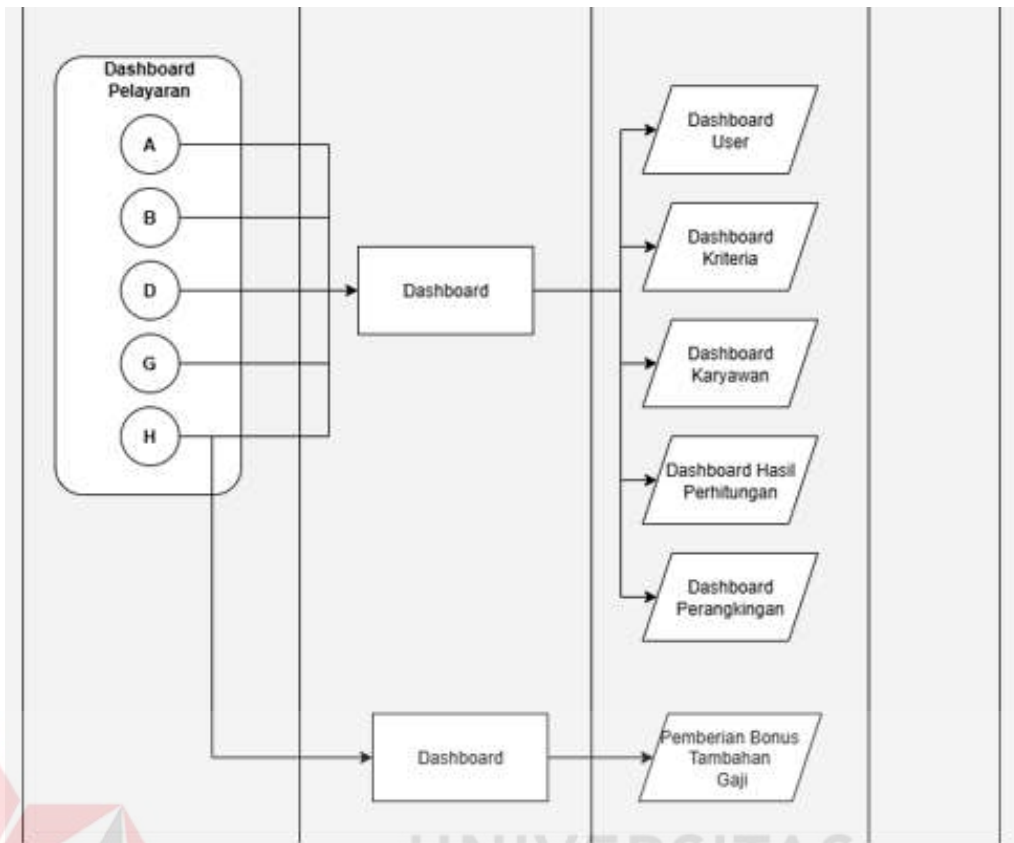 Dashboard
Pelayaran
A
B
D
G
H
Dashboard
Dashboard
User
Dashboard
Kriteria
Dashboard
Karyawan
Dashboard Hasil
Perhitungan
Dashboard
Perangkingan
Dashboard
Pemberian Bonus
Tambahan
Gaji
UNIVERSITAS